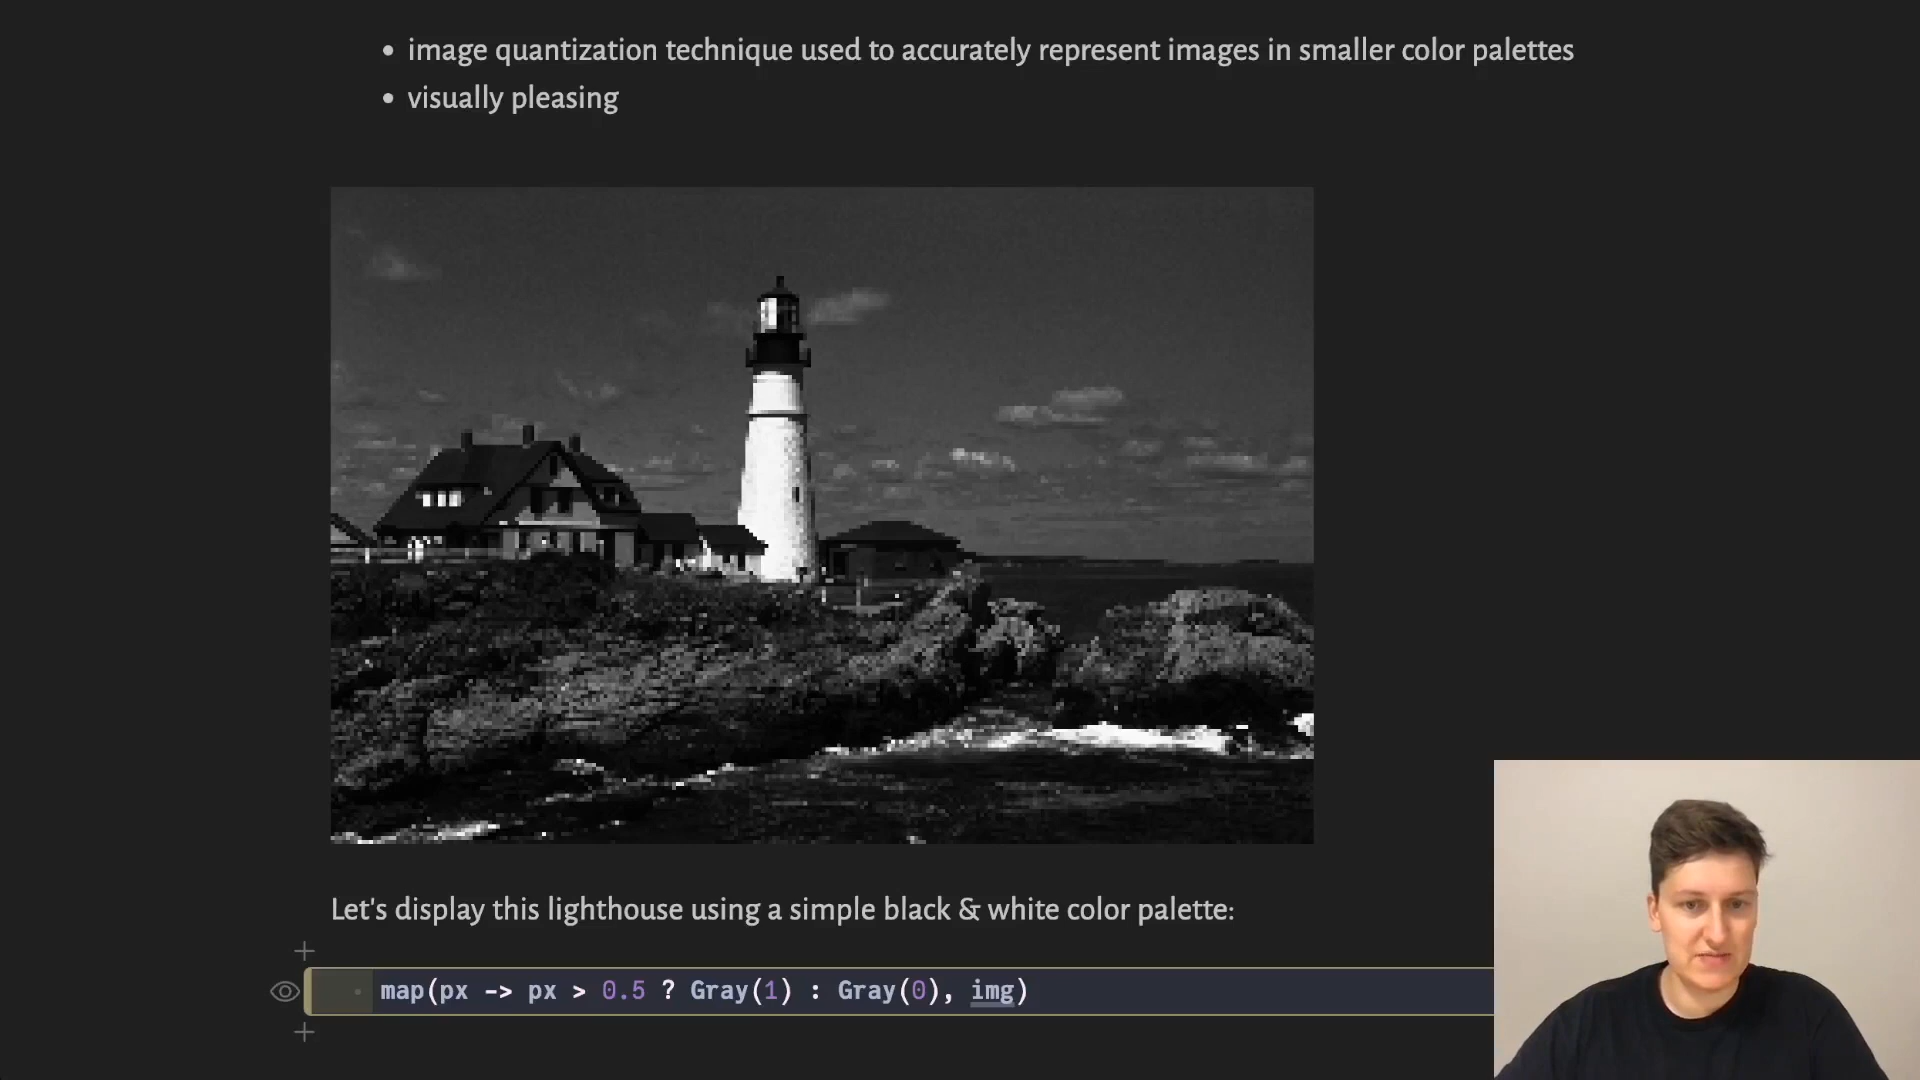 • image quantization technique used to accurately represent images in smaller color palettes
• visually pleasing
Let's display this lighthouse using a simple black & white color palette:
map(px -> px > 0.5 ? Gray(1) : Gray(0), img)